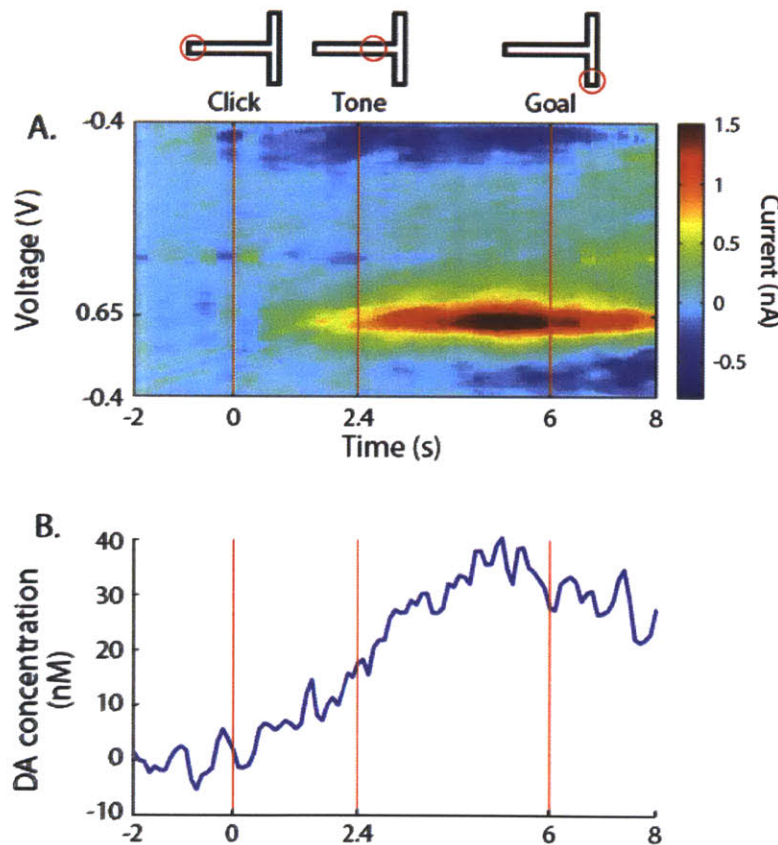 Click Tone Goal
A.
-0.4
0.65
-0.4
Voltage (V)
-2 0 2.4 6 8
Time (s)
1.5
1
0.5
0
-0.5
Current (nA)
B.
40
30
20
10
0
-10
DA concentration
(nM)
-2 0 2.4 6 8